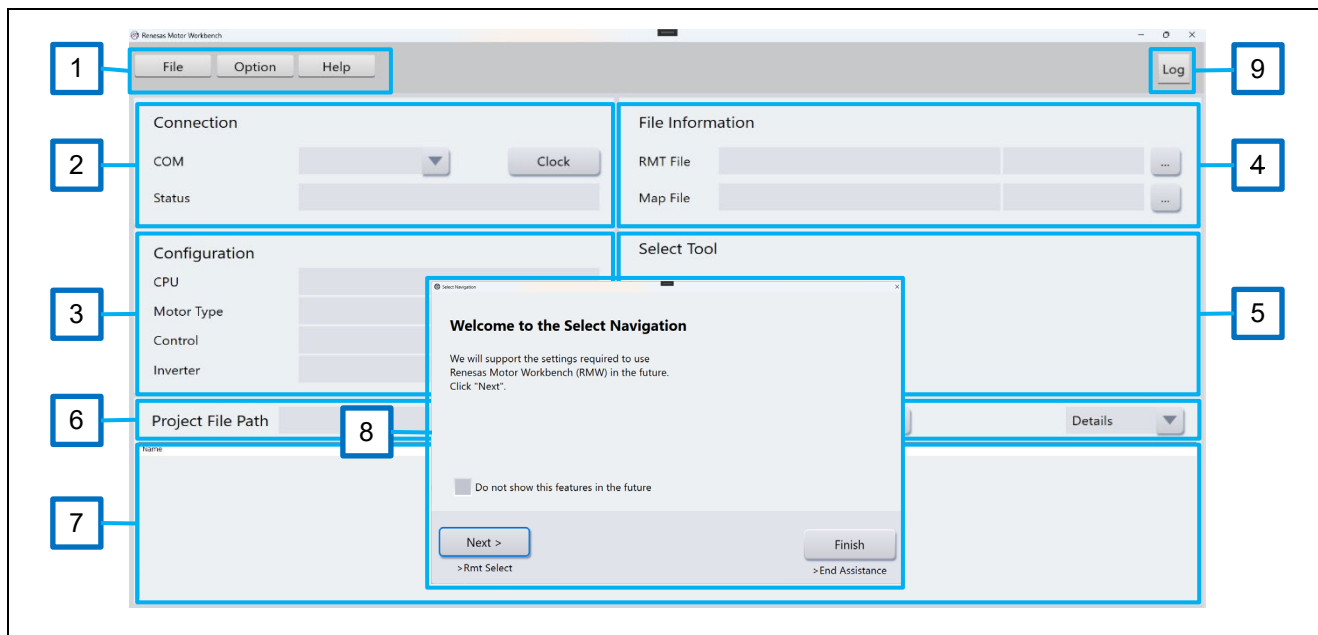 Renesas Motor Workbench
1
File Option Help
Log
9
Connection
File Information
2
COM
Clock
RMT File
...
4
Status
Map File
...
Configuration
Select Tool
CPU
Select Navigation
3
Motor Type
Welcome to the Select Navigation
5
Control
Inverter
We will support the settings required to use
Renesas Motor Workbench (RMW) in the future.
Click "Next".
6
Project File Path
8
Details
Name
Do not show this features in the future
7
Next >
Finish
>Rmt Select
>End Assistance